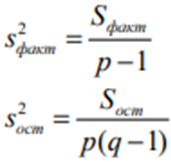 s²факт = Sфакт / (p − 1)
s²ост = Sост / (p(q − 1))